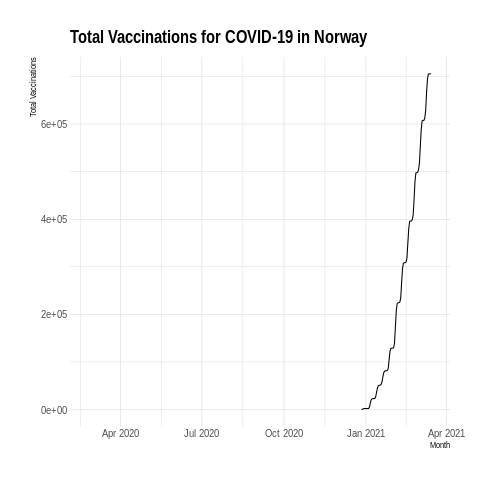 Total Vaccinations for COVID-19 in Norway
Total Vaccinations
6e+05
4e+05
2e+05
0e+00
Apr 2020 Jul 2020 Oct 2020 Jan 2021 Apr 2021
Month